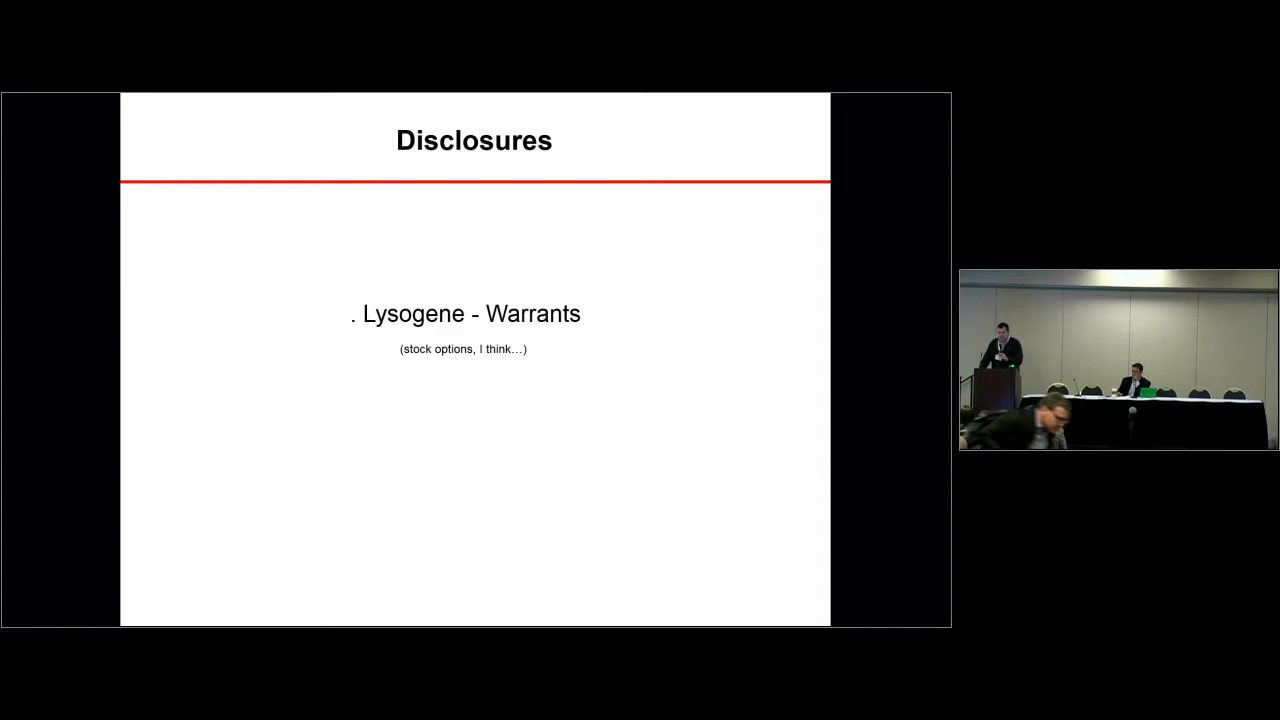 Disclosures
. Lysogene - Warrants
(stock options, I think...)